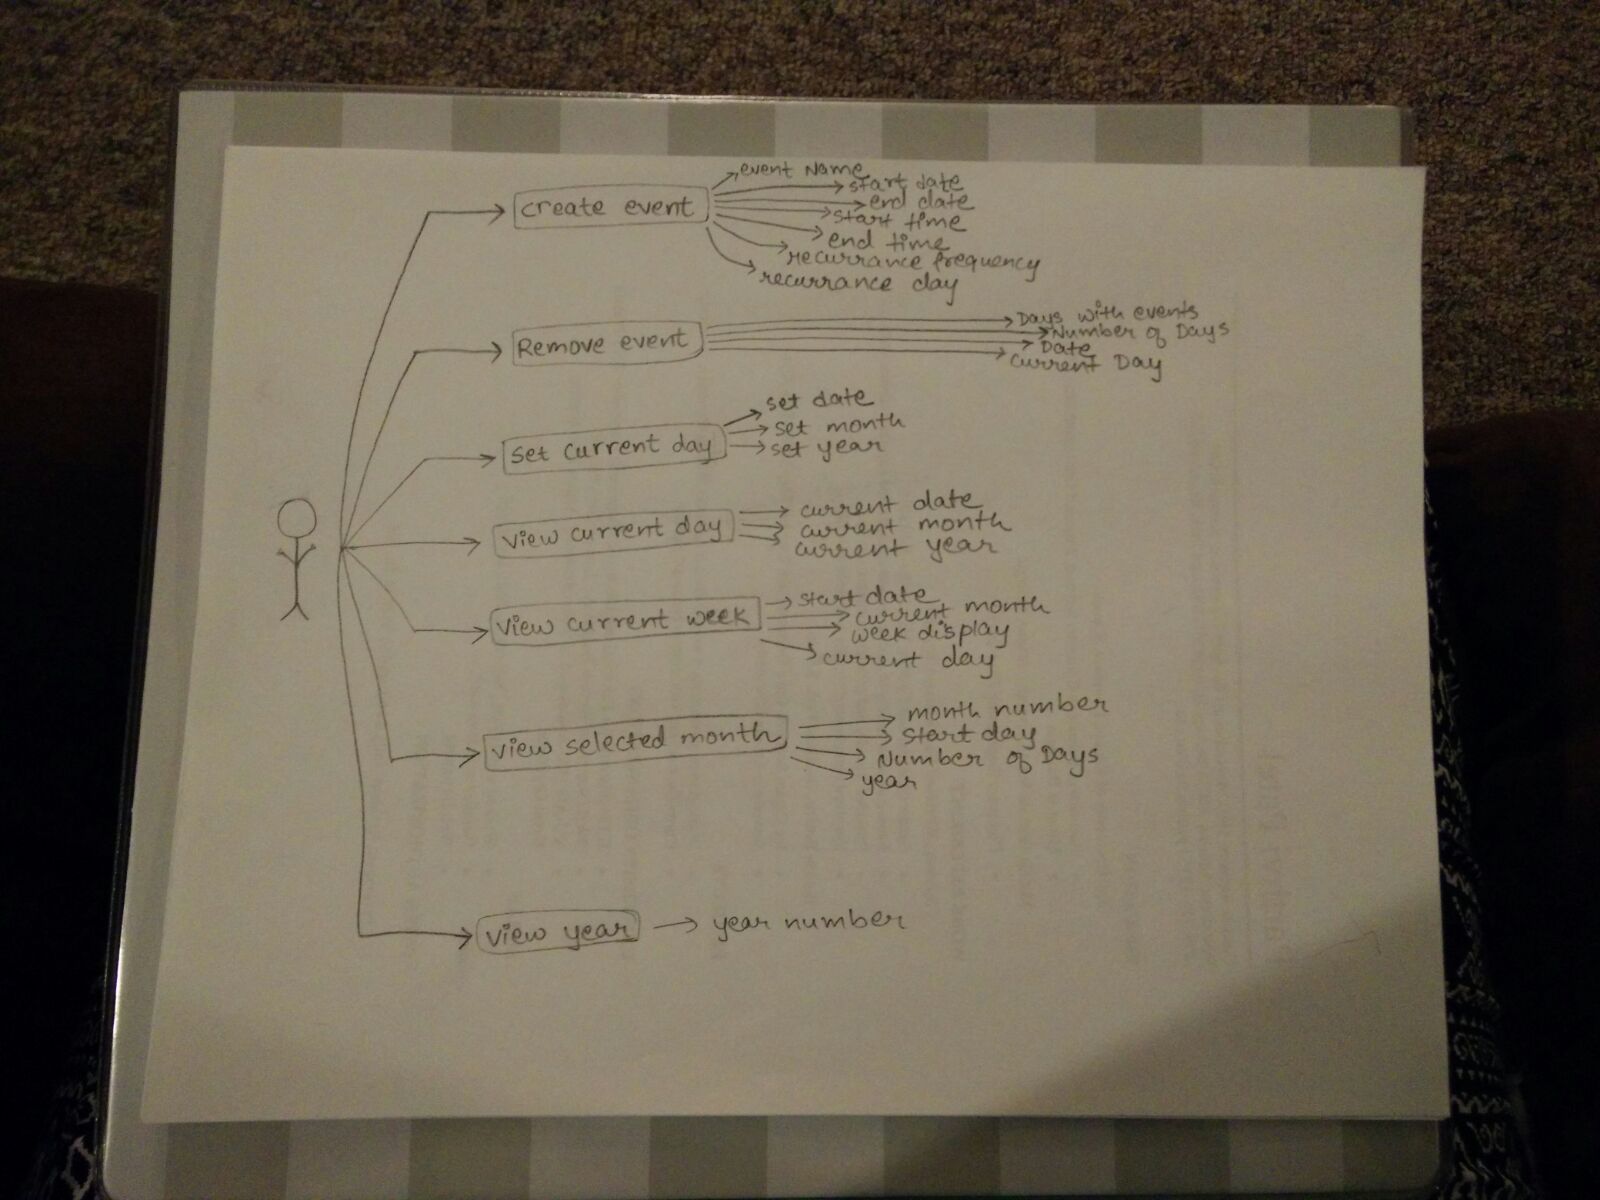 create event
event Name
start date
end date
start time
end time
recurrance frequency
recurrance day
Remove event
Days with events
Number of Days
Date
Current Day
Set current day
set date
set month
set year
View current day
current date
current month
current year
View current week
start date
current month
week display
current day
View selected month
month number
Start day
Number of Days
year
View year
year number